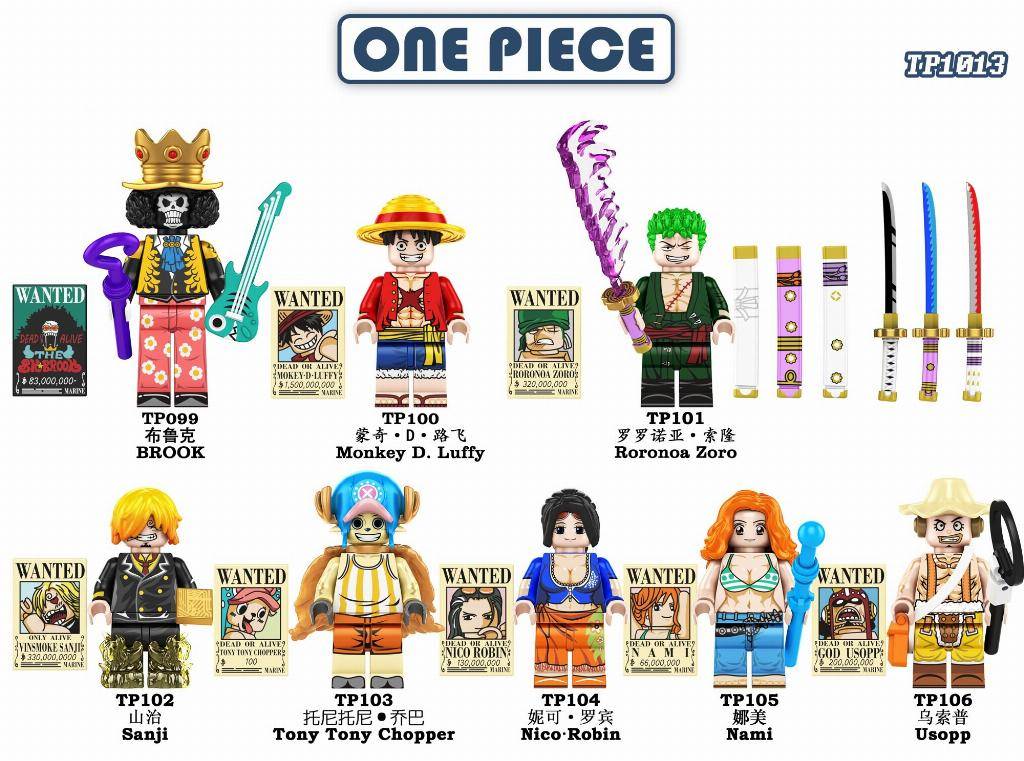 ONE PIECE
TP1013
WANTED
DEAD OR ALIVE
THE
$ 83,000,000-
MARINE
TP099
布鲁克
BROOK
WANTED
DEAD OR ALIVE
MOKEY·D·LUFFY
$ 1,500,000,000
MARINE
TP100
蒙奇·D·路飞
Monkey D. Luffy
WANTED
DEAD OR ALIVE
RORONOA ZORO
$ 320,000,000
MARINE
TP101
罗罗诺亚·索隆
Roronoa Zoro
WANTED
ONLY ALIVE
VINSMOKE SANJI
$ 330,000,0000
MARINE
TP102
山治
Sanji
WANTED
DEAD OR ALIVE
TONY TONY CHOPPER
$ 100
MARINE
TP103
托尼托尼●乔巴
Tony Tony Chopper
WANTED
DEAD OR ALIVE
NICO ROBIN
$ 130,000,000
MARINE
TP104
妮可·罗宾
Nico·Robin
WANTED
DEAD OR ALIVE
NAMI
$ 66,000,000
MARINE
TP105
娜美
Nami
WANTED
DEAD OR ALIVE
GOD USOPP
$ 200,000,000
MARINE
TP106
乌索普
Usopp